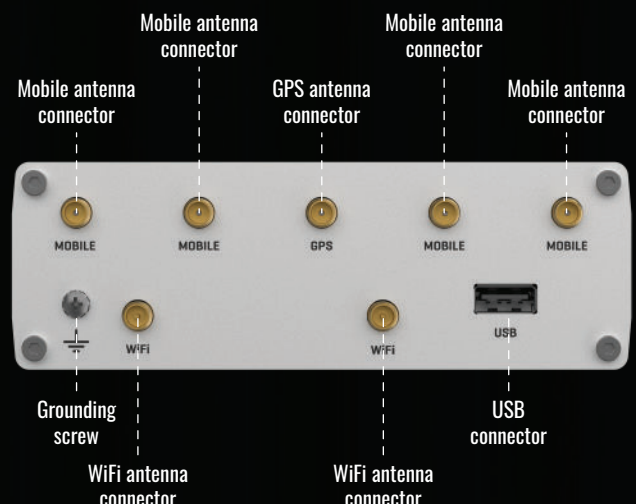 Mobile antenna
connector
Mobile antenna
connector
Mobile antenna
connector
GPS antenna
connector
Mobile antenna
connector
MOBILE
MOBILE
GPS
MOBILE
MOBILE
WiFi
WiFi
USB
Grounding
screw
USB
connector
WiFi antenna
connector
WiFi antenna
connector